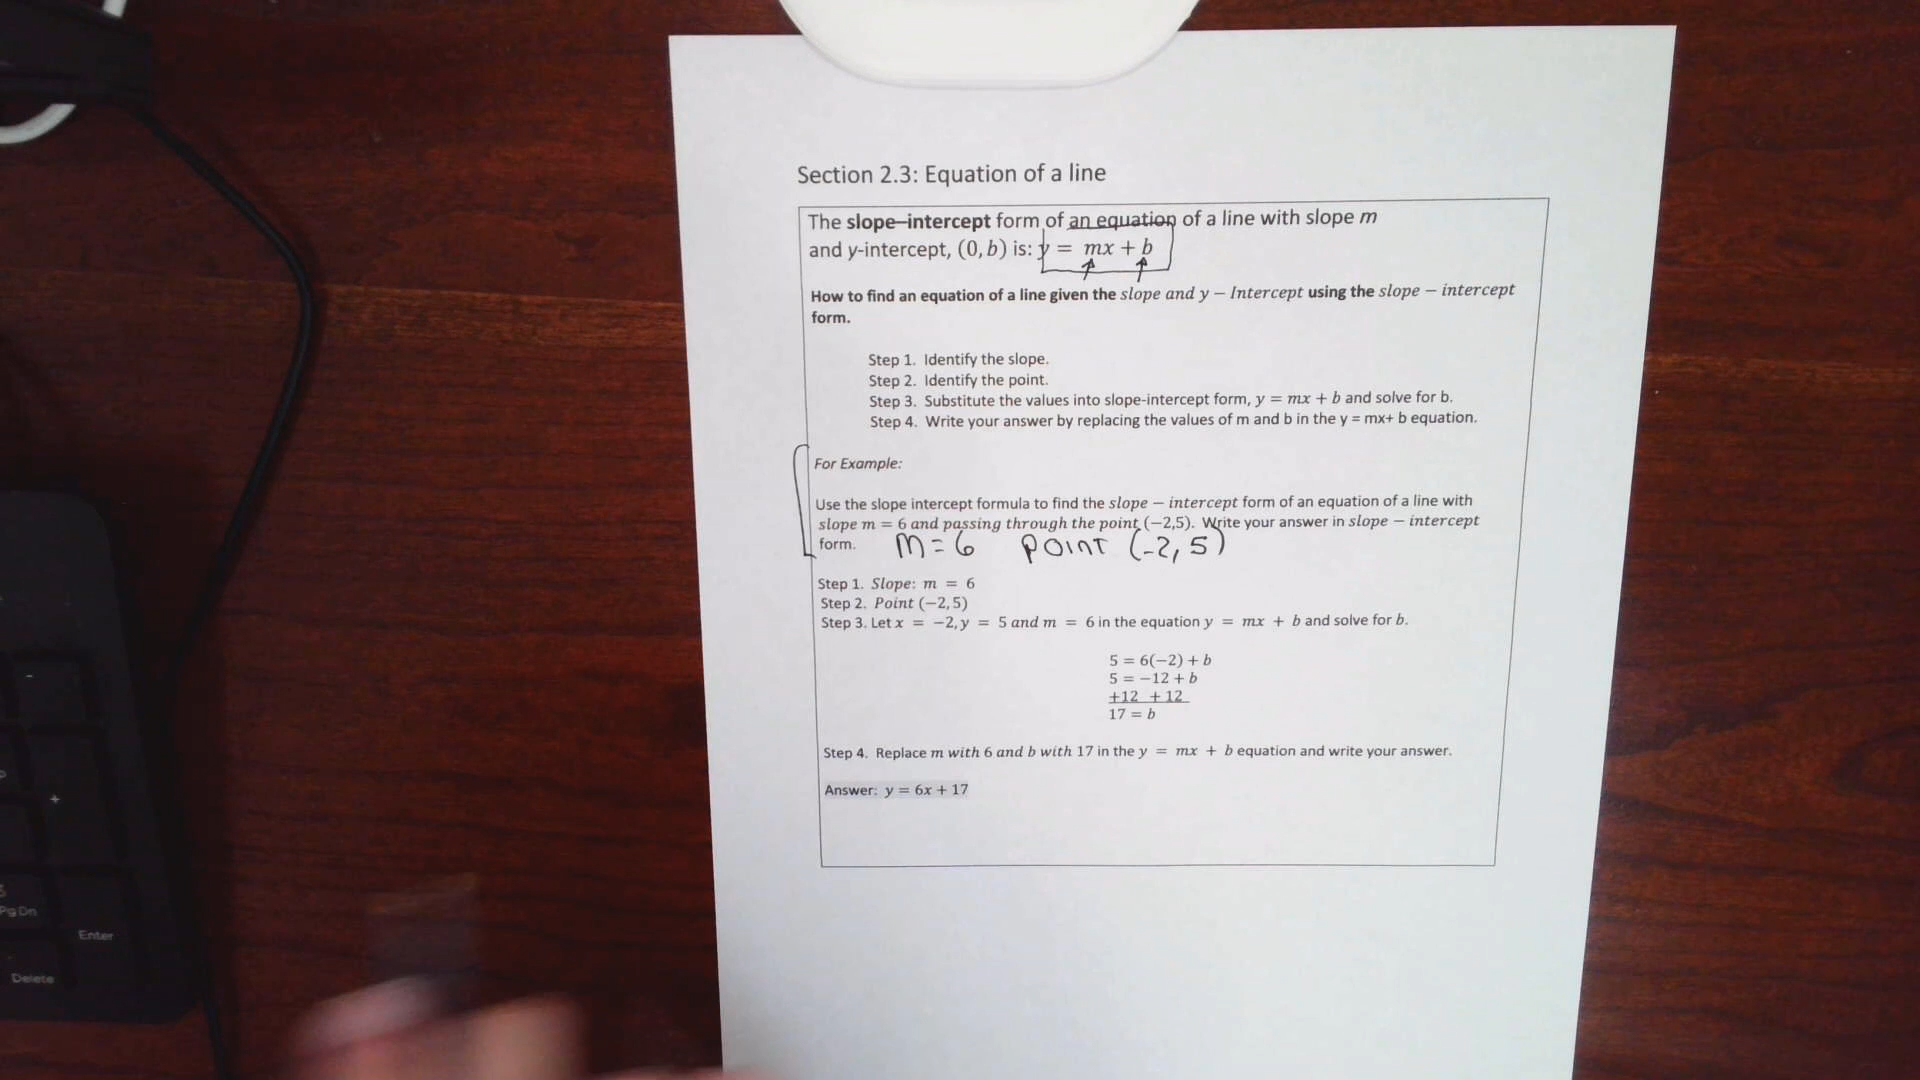 Section 2.3: Equation of a line
The slope–intercept form of an equation of a line with slope m
and y-intercept, (0, b) is: y = mx + b
How to find an equation of a line given the slope and y − Intercept using the slope − intercept
form.
Step 1. Identify the slope.
Step 2. Identify the point.
Step 3. Substitute the values into slope-intercept form, y = mx + b and solve for b.
Step 4. Write your answer by replacing the values of m and b in the y = mx+ b equation.
For Example:
Use the slope intercept formula to find the slope − intercept form of an equation of a line with
slope m = 6 and passing through the point (−2,5). Write your answer in slope − intercept
form.
m = 6 point (-2, 5)
Step 1. Slope: m = 6
Step 2. Point (−2, 5)
Step 3. Let x = −2, y = 5 and m = 6 in the equation y = mx + b and solve for b.
5 = 6(−2) + b
5 = −12 + b
+12 + 12
17 = b
Step 4. Replace m with 6 and b with 17 in the y = mx + b equation and write your answer.
Answer: y = 6x + 17
-
+
Pg Dn
Enter
Delete